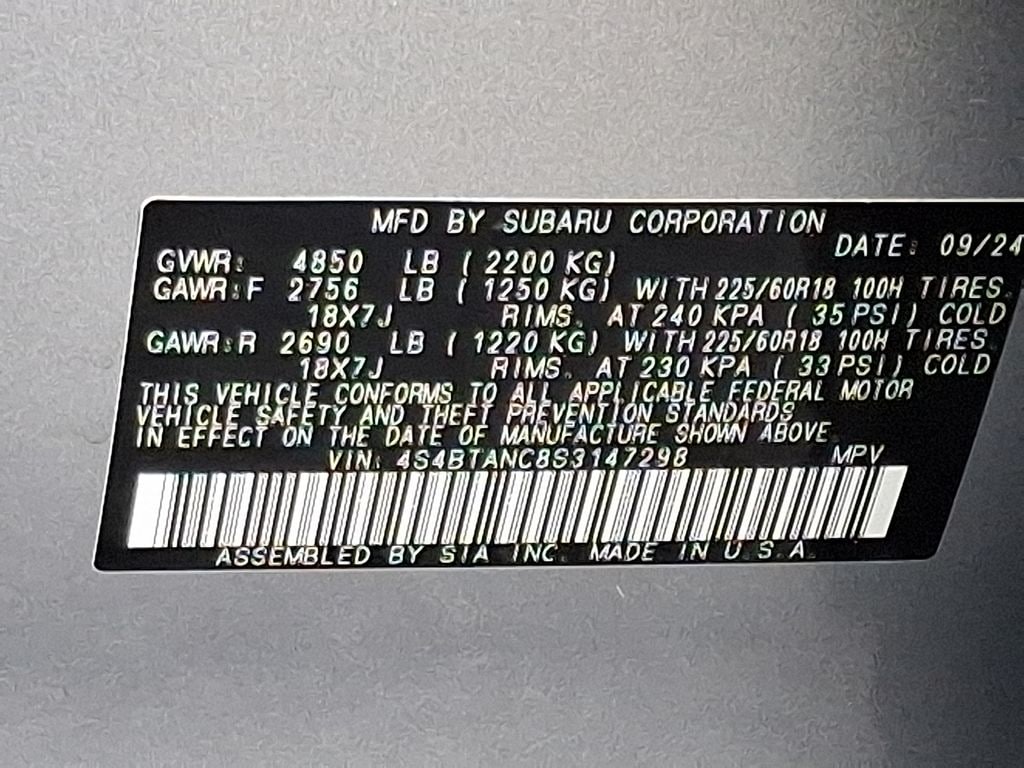 MFD BY SUBARU CORPORATION
DATE: 09/24
GVWR: 4850 LB ( 2200 KG)
GAWR:F 2756 LB ( 1250 KG) WITH 225/60R18 100H TIRES.
18X7J RIMS. AT 240 KPA ( 35 PSI) COLD
GAWR:R 2690 LB ( 1220 KG) WITH 225/60R18 100H TIRES.
18X7J RIMS. AT 230 KPA ( 33 PSI) COLD
THIS VEHICLE CONFORMS TO ALL APPLICABLE FEDERAL MOTOR
VEHICLE SAFETY AND THEFT PREVENTION STANDARDS
IN EFFECT ON THE DATE OF MANUFACTURE SHOWN ABOVE.
VIN: 4S4BTANC8S3147298 MPV
ASSEMBLED BY SIA INC. MADE IN U.S.A.